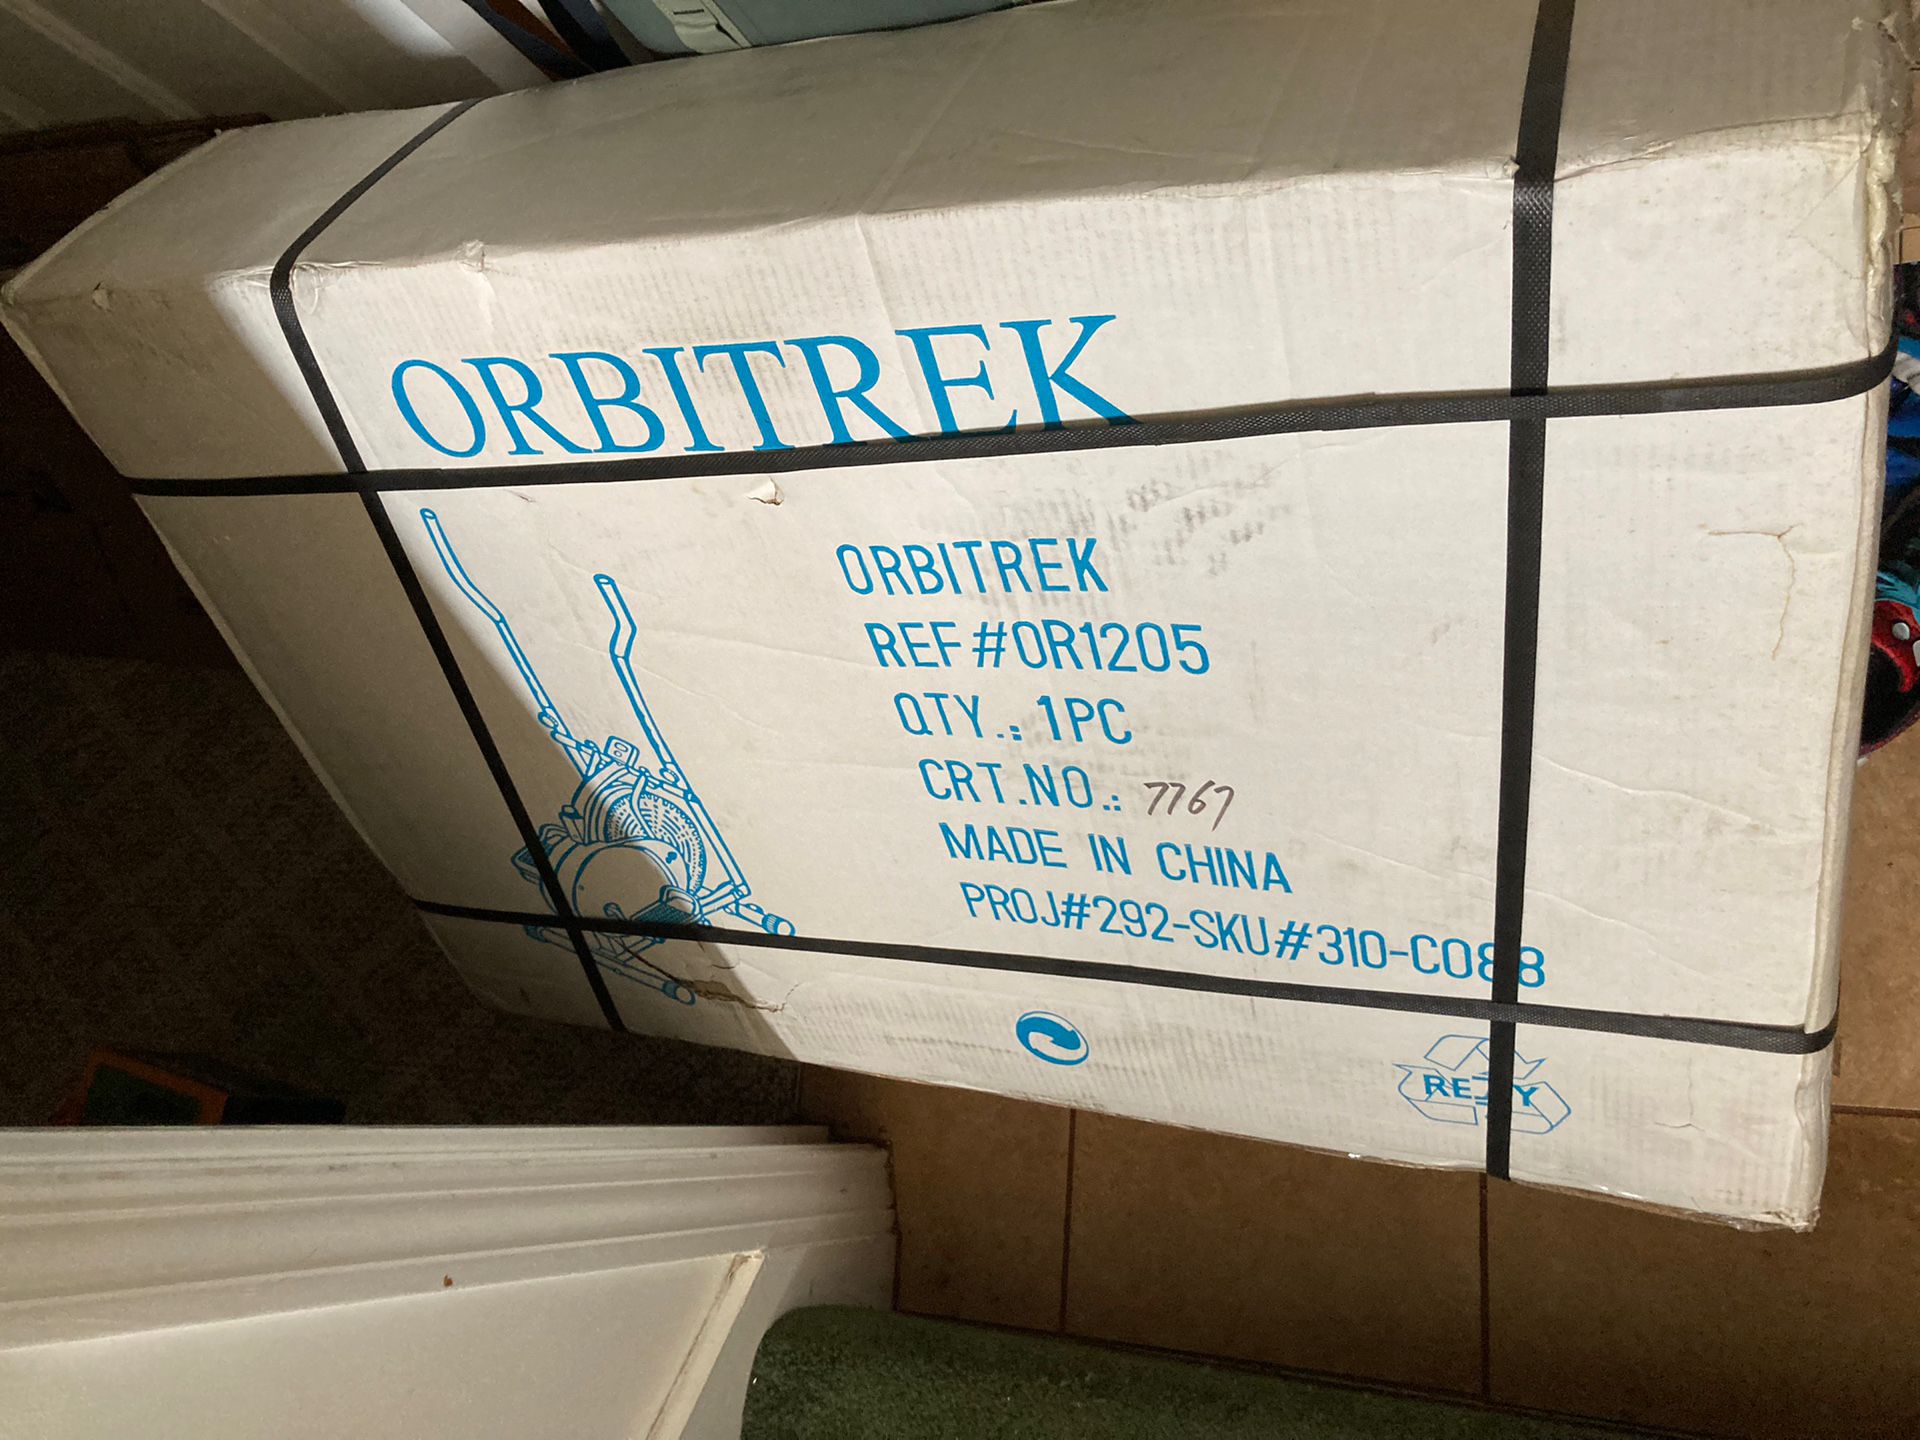 ORBITREK
ORBITREK
REF#OR1205
QTY.: 1PC
CRT.NO.: 7767
MADE IN CHINA
PROJ#292-SKU#310-C088